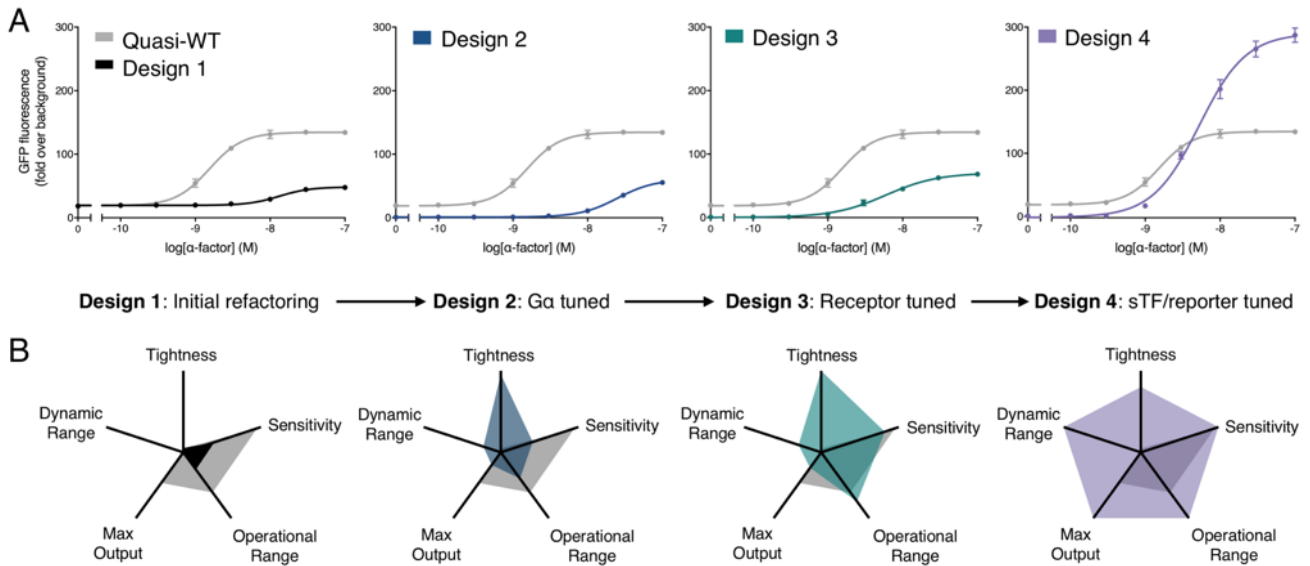 A
Quasi-WT
Design 1
Design 2
Design 3
Design 4
GFP fluorescence
(fold over background)
300
200
100
0
0 -10 -9 -8 -7
log[α-factor] (M)
300
200
100
0
0 -10 -9 -8 -7
log[α-factor] (M)
300
200
100
0
0 -10 -9 -8 -7
log[α-factor] (M)
300
200
100
0
0 -10 -9 -8 -7
log[α-factor] (M)
Design 1: Initial refactoring
Design 2: Gα tuned
Design 3: Receptor tuned
Design 4: sTF/reporter tuned
B
Tightness
Dynamic
Range
Sensitivity
Max
Output
Operational
Range
Tightness
Dynamic
Range
Sensitivity
Max
Output
Operational
Range
Tightness
Dynamic
Range
Sensitivity
Max
Output
Operational
Range
Tightness
Dynamic
Range
Sensitivity
Max
Output
Operational
Range